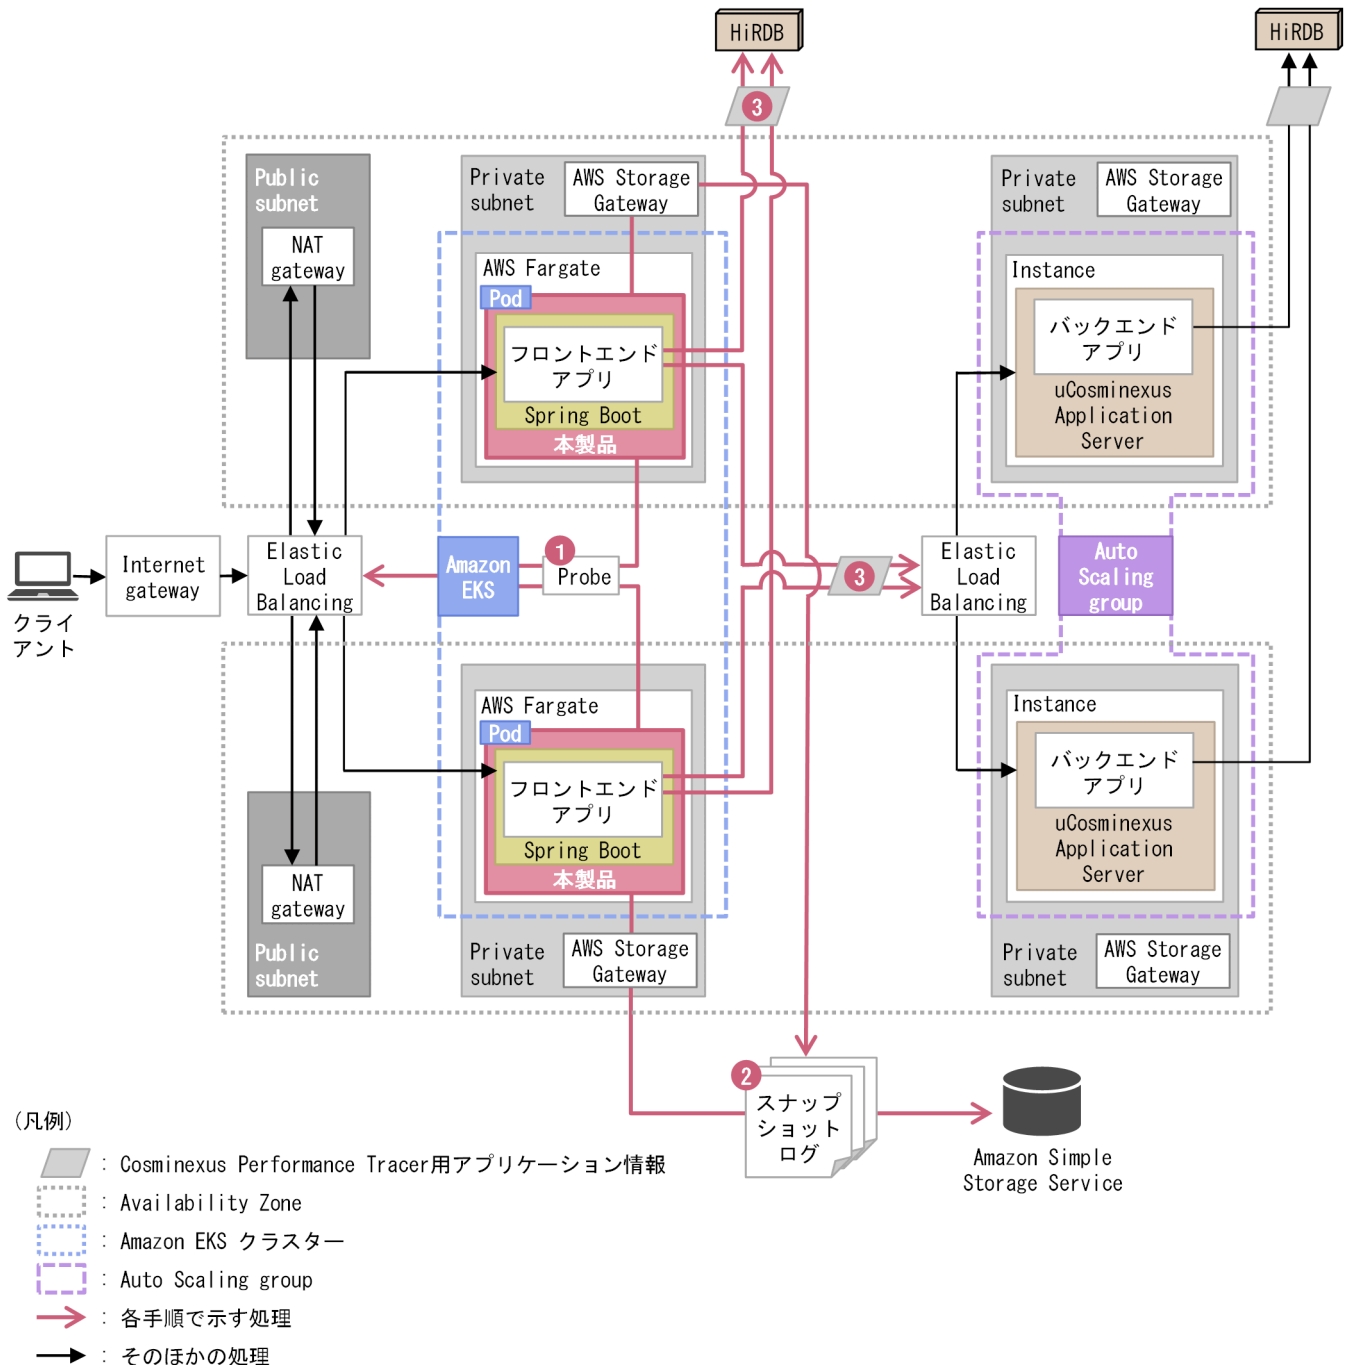 HiRDB
HiRDB
3
Public
subnet
NAT
gateway
Private
subnet
AWS Storage
Gateway
AWS Fargate
Pod
フロントエンド
アプリ
Spring Boot
本製品
Private
subnet
AWS Storage
Gateway
Instance
バックエンド
アプリ
uCosminexus
Application
Server
クライ
アント
Internet
gateway
Elastic
Load
Balancing
Amazon
EKS
1
Probe
3
Elastic
Load
Balancing
Auto
Scaling
group
AWS Fargate
Pod
フロントエンド
アプリ
Spring Boot
本製品
Instance
バックエンド
アプリ
uCosminexus
Application
Server
NAT
gateway
Public
subnet
Private
subnet
AWS Storage
Gateway
Private
subnet
AWS Storage
Gateway
2
スナップ
ショット
ログ
Amazon Simple
Storage Service
(凡例)
: Cosminexus Performance Tracer用アプリケーション情報
: Availability Zone
: Amazon EKS クラスター
: Auto Scaling group
: 各手順で示す処理
: そのほかの処理